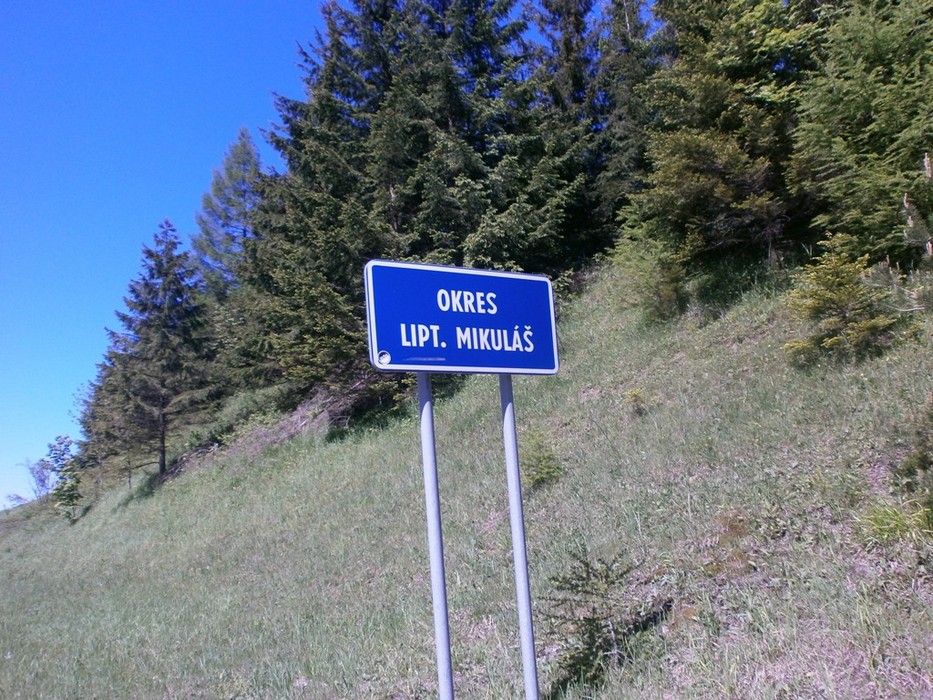 OKRES
LIPT. MIKULÁŠ